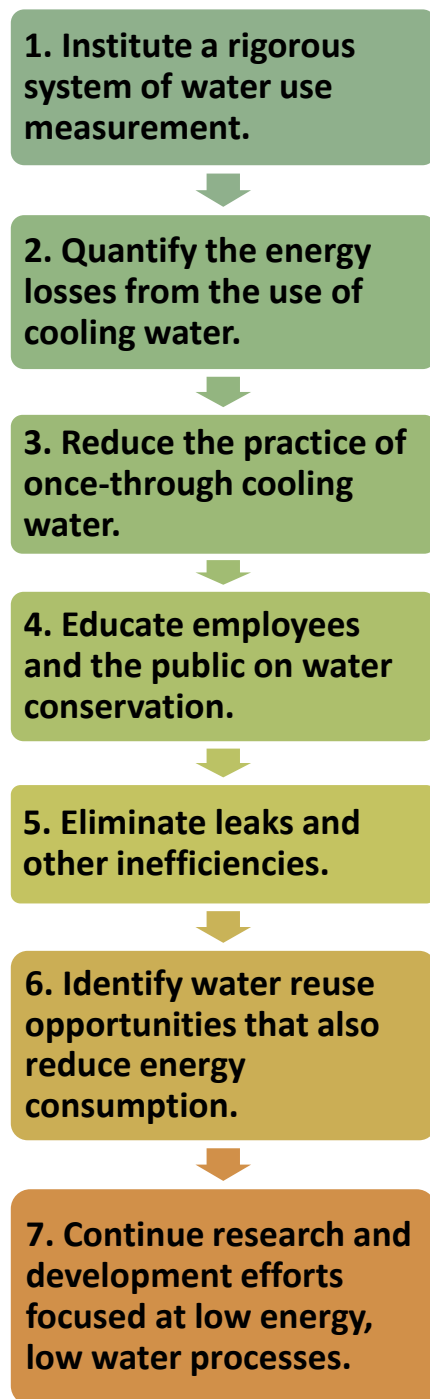 1. Institute a rigorous
system of water use
measurement.
2. Quantify the energy
losses from the use of
cooling water.
3. Reduce the practice of
once-through cooling
water.
4. Educate employees
and the public on water
conservation.
5. Eliminate leaks and
other inefficiencies.
6. Identify water reuse
opportunities that also
reduce energy
consumption.
7. Continue research and
development efforts
focused at low energy,
low water processes.